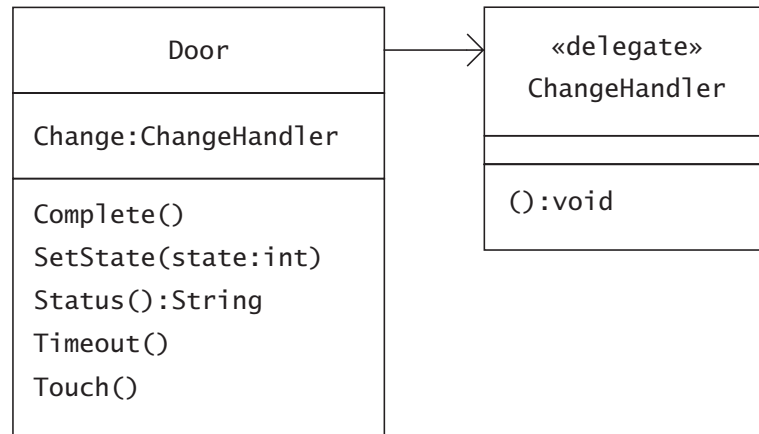 Door
Change:ChangeHandler
Complete()
SetState(state:int)
Status():String
Timeout()
Touch()
«delegate»
ChangeHandler
():void